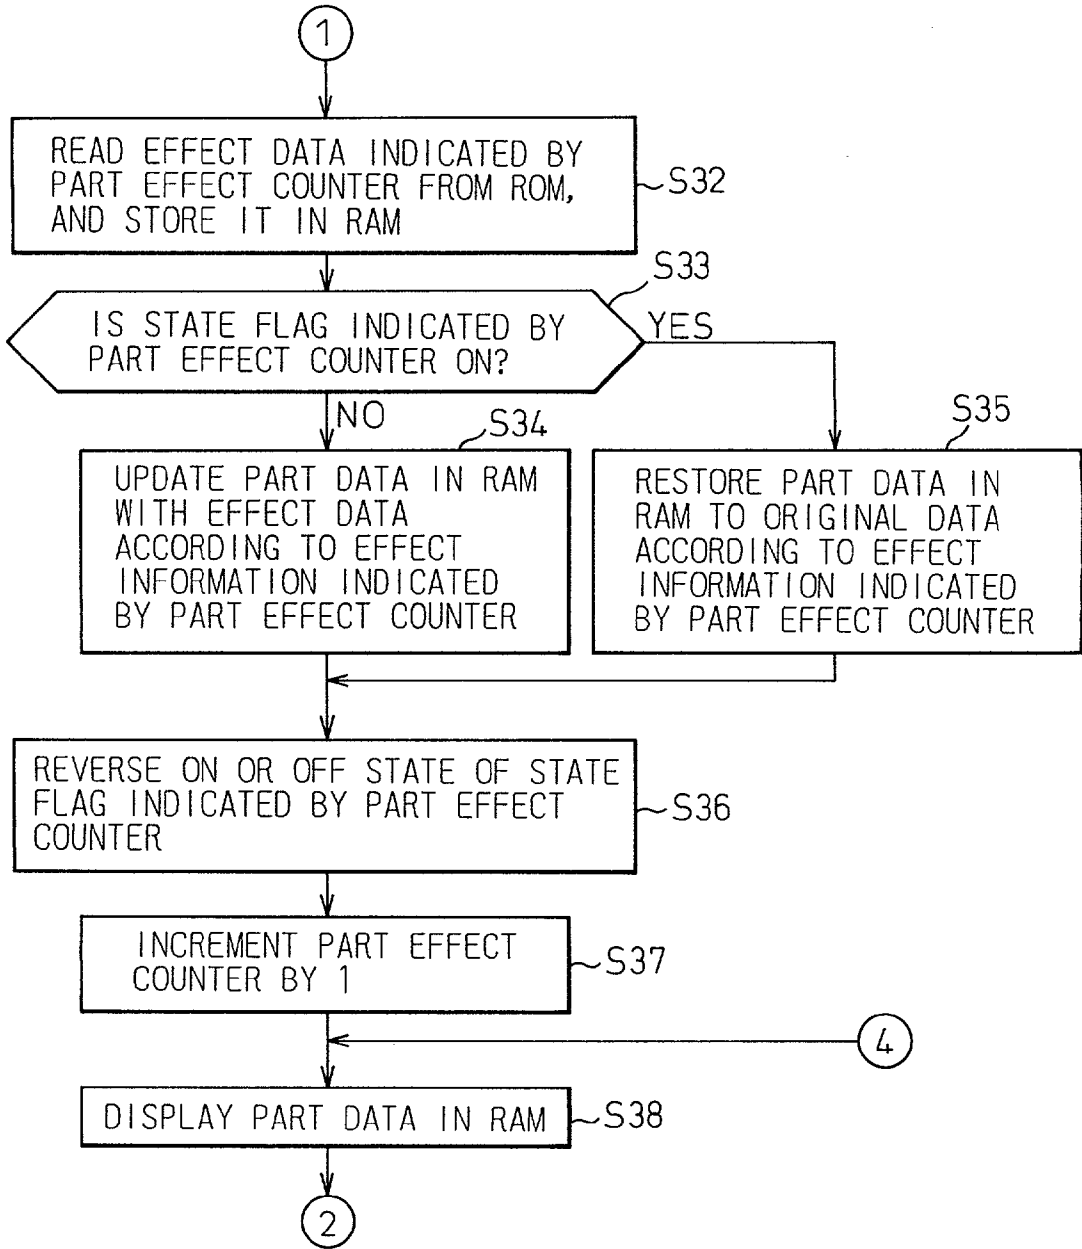 1
READ EFFECT DATA INDICATED BY
PART EFFECT COUNTER FROM ROM,
AND STORE IT IN RAM
S32
S33
IS STATE FLAG INDICATED BY
PART EFFECT COUNTER ON?
YES
NO
S34
UPDATE PART DATA IN RAM
WITH EFFECT DATA
ACCORDING TO EFFECT
INFORMATION INDICATED
BY PART EFFECT COUNTER
S35
RESTORE PART DATA IN
RAM TO ORIGINAL DATA
ACCORDING TO EFFECT
INFORMATION INDICATED
BY PART EFFECT COUNTER
REVERSE ON OR OFF STATE OF STATE
FLAG INDICATED BY PART EFFECT
COUNTER
S36
INCREMENT PART EFFECT
COUNTER BY 1
S37
4
DISPLAY PART DATA IN RAM
S38
2